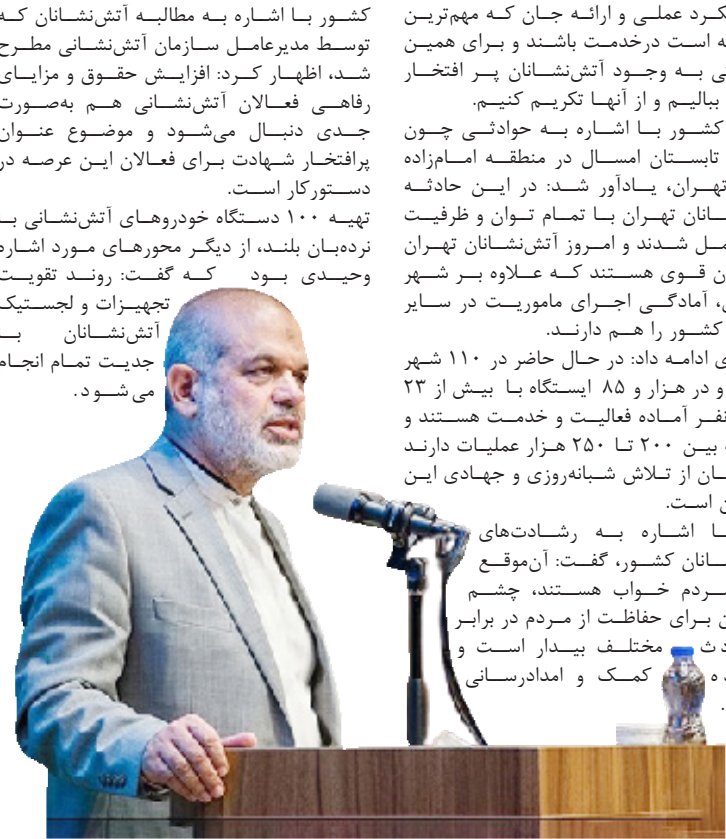 کرد عملی و ارائه جان که مهم‌ترین
است درخدمت باشند و برای همین
به وجود آتش‌نشانان پر افتخار
ببالیم و از آنها تکریم کنیم.
کشور با اشاره به حوادثی چون
تابستان امسال در منطقه امامزاده
تهران، یادآور شد: در این حادثه
تهران با تمام توان و ظرفیت
شدند و امروز آتش‌نشانان تهران
قوی هستند که علاوه بر شهر
آمادگی اجرای ماموریت در سایر
کشور را هم دارند.
ادامه داد: در حال حاضر در ۱۱۰ شهر
و در هزار و ۸۵ ایستگاه با بیش از ۲۳
نفر آماده فعالیت و خدمت هستند و
بین ۲۰۰ تا ۲۵۰ هزار عملیات دارند
از تلاش شبانه‌روزی و جهادی این
است.
اشاره به رشادت‌های
کشور، گفت: آن‌موقع
خواب هستند، چشم
برای حفاظت از مردم در برابر
مختلف بیدار است و
کمک و امدادرسانی
کشور با اشاره به مطالبه آتش‌نشانان که
توسط مدیرعامل سازمان آتش‌نشانی مطرح
شد، اظهار کرد: افزایش حقوق و مزایای
رفاهی فعالان آتش‌نشانی هم به‌صورت
جدی دنبال می‌شود و موضوع عنوان
پرافتخار شهادت برای فعالان این عرصه در
دستورکار است.
تهیه ۱۰۰ دستگاه خودروهای آتش‌نشانی با
نردبان بلند، از دیگر محورهای مورد اشاره
وحیدی بود که گفت: روند تقویت
تجهیزات و لجستیک
آتش‌نشانان به
جدیت تمام انجام
می‌شود.